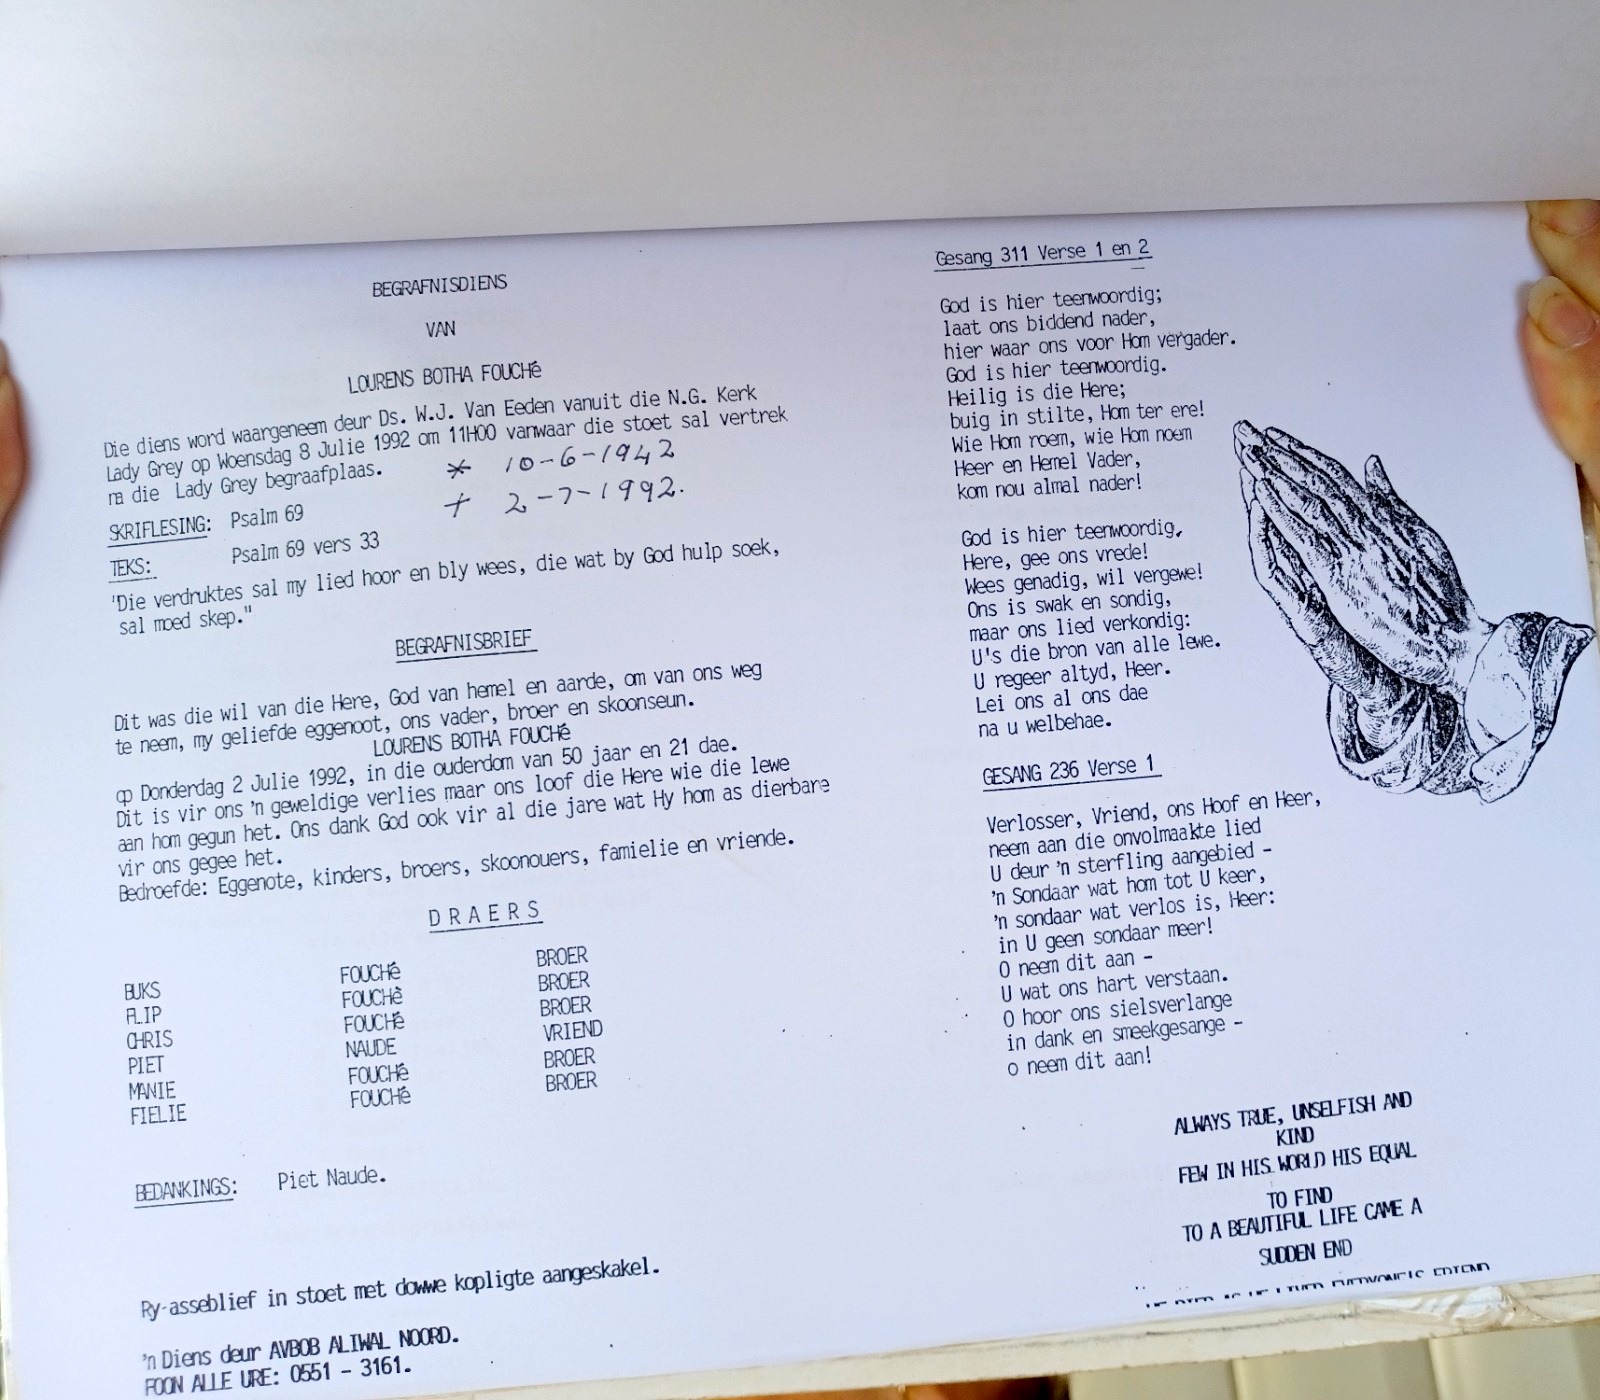 BEGRAFNISDIENS
VAN
LOURENS BOTHA FOUCHé
Die diens word waargeneem deur Ds. W.J. Van Eeden vanuit die N.G. Kerk
Lady Grey op Woensdag 8 Julie 1992 om 11H00 vanwaar die stoet sal vertrek
na die Lady Grey begraafplaas.
* 10-6-1942
+ 2-7-1992.
SKRIFLESING: Psalm 69
TEKS: Psalm 69 vers 33
'Die verdruktes sal my lied hoor en bly wees, die wat by God hulp soek,
sal moed skep."
BEGRAFNISBRIEF
Dit was die wil van die Here, God van hemel en aarde, om van ons weg
te neem, my geliefde eggenoot, ons vader, broer en skoonseun.
LOURENS BOTHA FOUCHé
op Donderdag 2 Julie 1992, in die ouderdom van 50 jaar en 21 dae.
Dit is vir ons 'n geweldige verlies maar ons loof die Here wie die lewe
aan hom gegun het. Ons dank God ook vir al die jare wat Hy hom as dierbare
vir ons gegee het.
Bedroefde: Eggenote, kinders, broers, skoonouers, famielie en vriende.
DRAERS
BUKS FOUCHé BROER
FLIP FOUCHè BROER
CHRIS FOUCHé BROER
PIET NAUDE VRIEND
MANIE FOUCHé BROER
FIELIE FOUCHé BROER
BEDANKINGS: Piet Naude.
Ry-asseblief in stoet met dowwe kopligte aangeskakel.
'n Diens deur AVBOB ALIWAL NOORD.
FOON ALLE URE: 0551 - 3161.
Gesang 311 Verse 1 en 2
God is hier teenwoordig;
laat ons biddend nader,
hier waar ons voor Hom vergader.
God is hier teenwoordig.
Heilig is die Here;
buig in stilte, Hom ter ere!
Wie Hom roem, wie Hom noem
Heer en Hemel Vader,
kom nou almal nader!
God is hier teenwoordig.
Here, gee ons vrede!
Wees genadig, wil vergewe!
Ons is swak en sondig,
maar ons lied verkondig:
U's die bron van alle lewe.
U regeer altyd, Heer.
Lei ons al ons dae
na u welbehae.
GESANG 236 Verse 1
Verlosser, Vriend, ons Hoof en Heer,
neem aan die onvolmaakte lied
U deur 'n sterfling aangebied -
'n Sondaar wat hom tot U keer,
'n sondaar wat verlos is, Heer:
in U geen sondaar meer!
O neem dit aan -
U wat ons hart verstaan.
O hoor ons sielsverlange
in dank en smeekgesange -
o neem dit aan!
ALWAYS TRUE, UNSELFISH AND
KIND
FEW IN HIS WORLD HIS EQUAL
TO FIND
TO A BEAUTIFUL LIFE CAME A
SUDDEN END